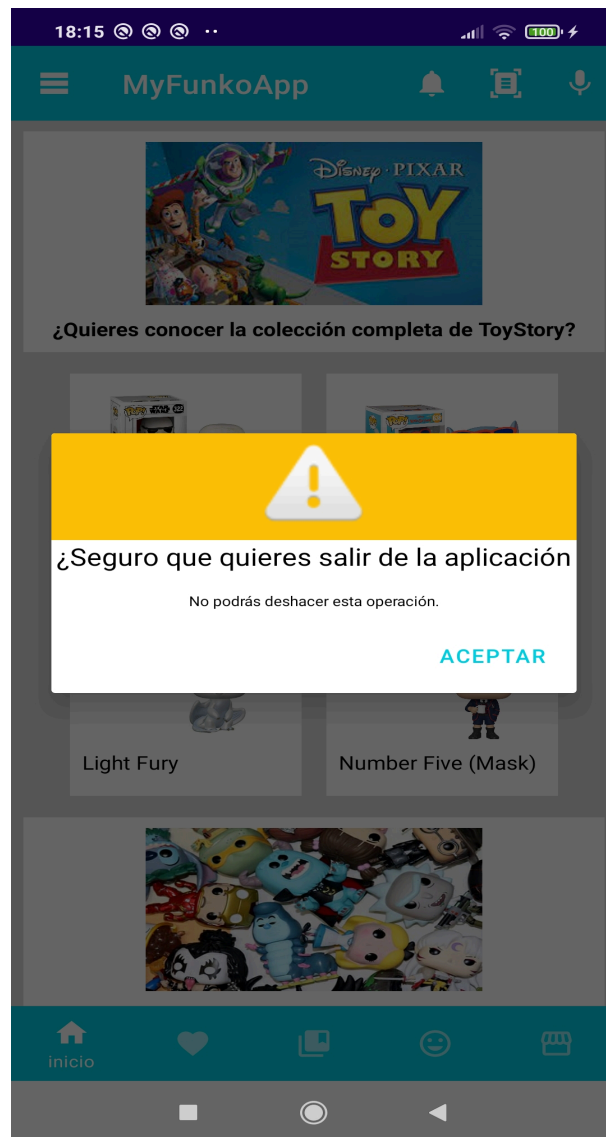 18:15
100
MyFunkoApp
DISNEY · PIXAR
TOY
STORY
¿Quieres conocer la colección completa de ToyStory?
¿Seguro que quieres salir de la aplicación
No podrás deshacer esta operación.
ACEPTAR
Light Fury
Number Five (Mask)
inicio